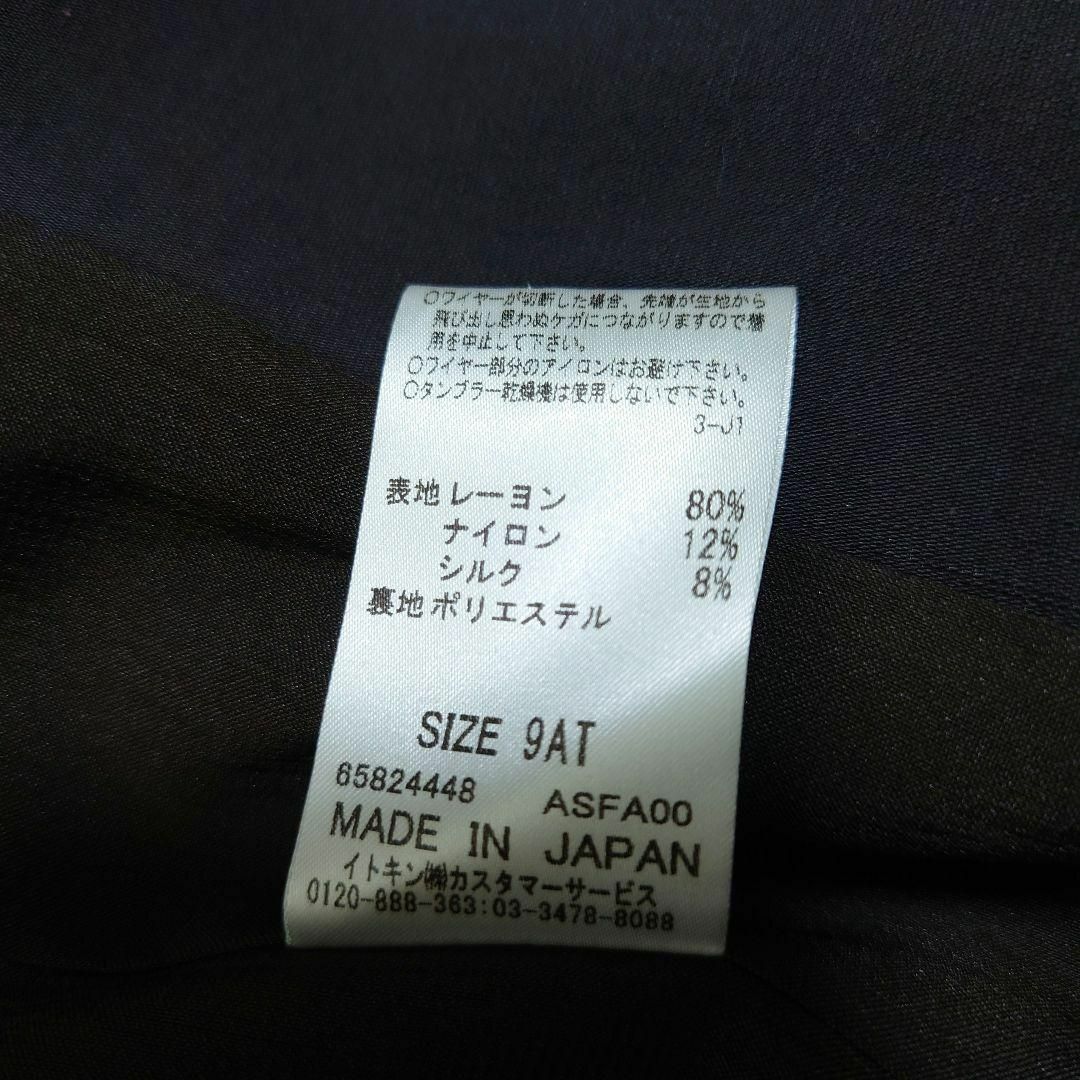 ○ワイヤーが切断した場合、先端が生地から
飛び出し思わぬケガにつながりますので着
用を中止して下さい。
○ワイヤー部分のアイロンはお避け下さい。
○タンブラー乾燥機は使用しないで下さい。
3-J1
表地 レーヨン 80%
ナイロン 12%
シルク 8%
裏地 ポリエステル
SIZE 9AT
65824448 ASFA00
MADE IN JAPAN
イトキン㈱カスタマーサービス
0120-888-363:03-3478-8088